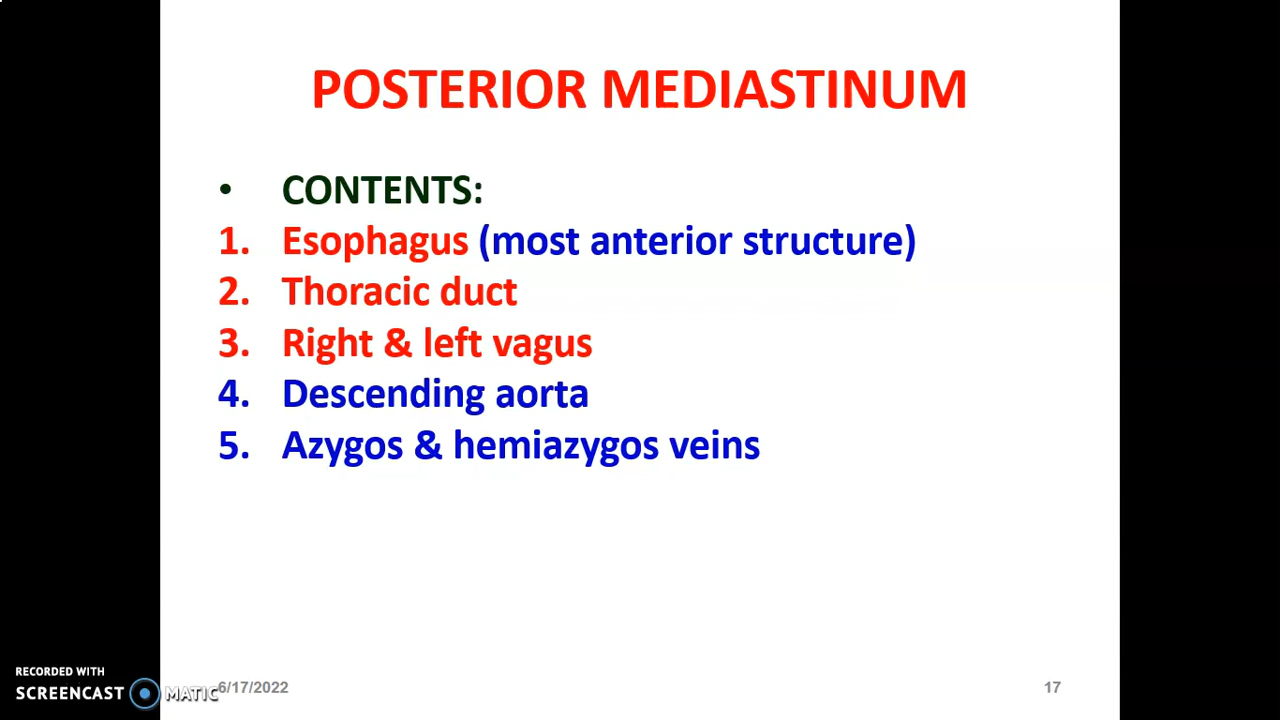 POSTERIOR MEDIASTINUM
• CONTENTS:
1. Esophagus (most anterior structure)
2. Thoracic duct
3. Right & left vagus
4. Descending aorta
5. Azygos & hemiazygos veins
RECORDED WITH
SCREENCAST MATIC
6/17/2022
17